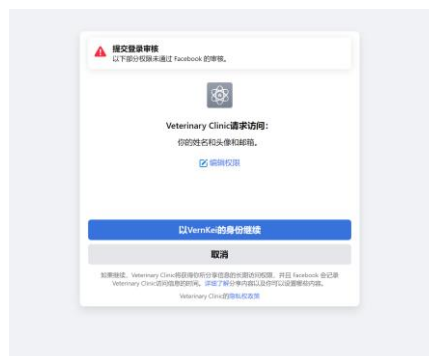 提交登录审核
以下部分权限未通过 Facebook 的审核。
Veterinary Clinic请求访问：
你的姓名和头像和邮箱。
编辑权限
以VernKei的身份继续
取消
如果继续，Veterinary Clinic将获得你所分享信息的长期访问权限，并且 Facebook 会记录
Veterinary Clinic访问信息的时间。详细了解分享内容以及你可以设置哪些内容。
Veterinary Clinic的隐私权政策